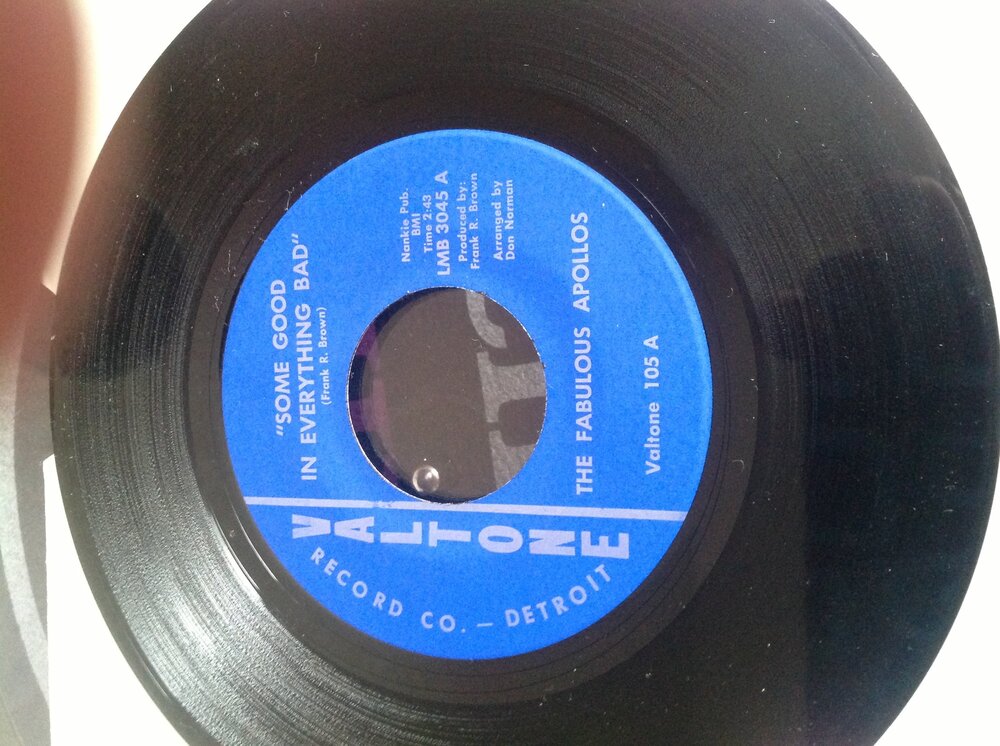 "SOME GOOD
IN EVERYTHING BAD"
(Frank R. Brown)
Nankie Pub.
BMI
Time 2:43
LMB 3045 A
Produced by:
Frank R. Brown
Arranged by
Don Norman
THE FABULOUS APOLLOS
Valtone 105 A
VALTONE
RECORD CO. — DETROIT